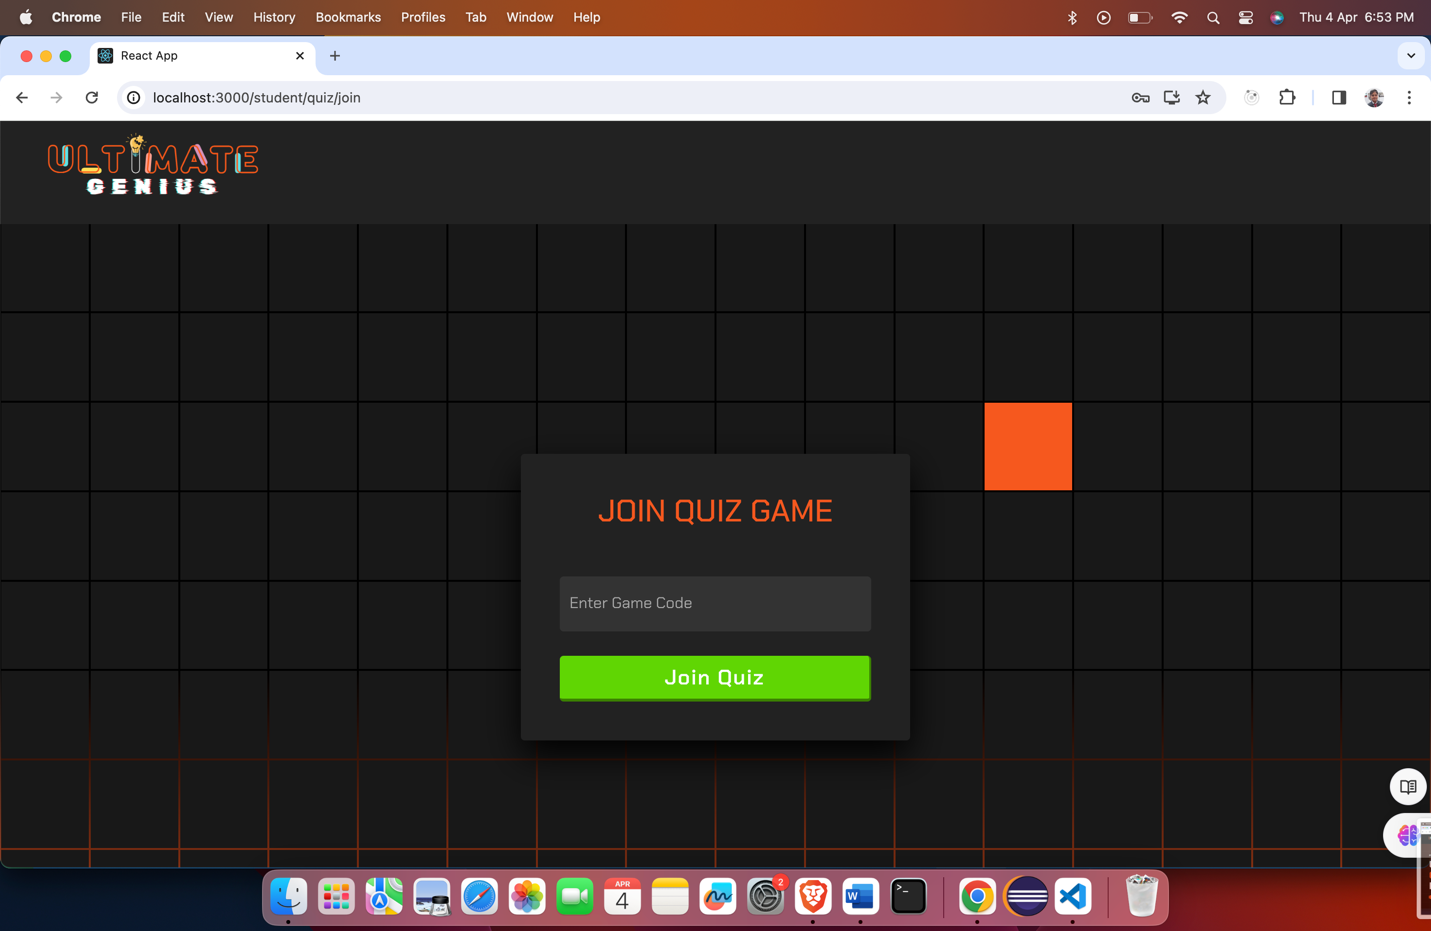 Chrome File Edit View History Bookmarks Profiles Tab Window Help Thu 4 Apr 6:53 PM
React App
localhost:3000/student/quiz/join
ULTIMATE
GENIUS
JOIN QUIZ GAME
Enter Game Code
Join Quiz
APR
4
2
W
>_